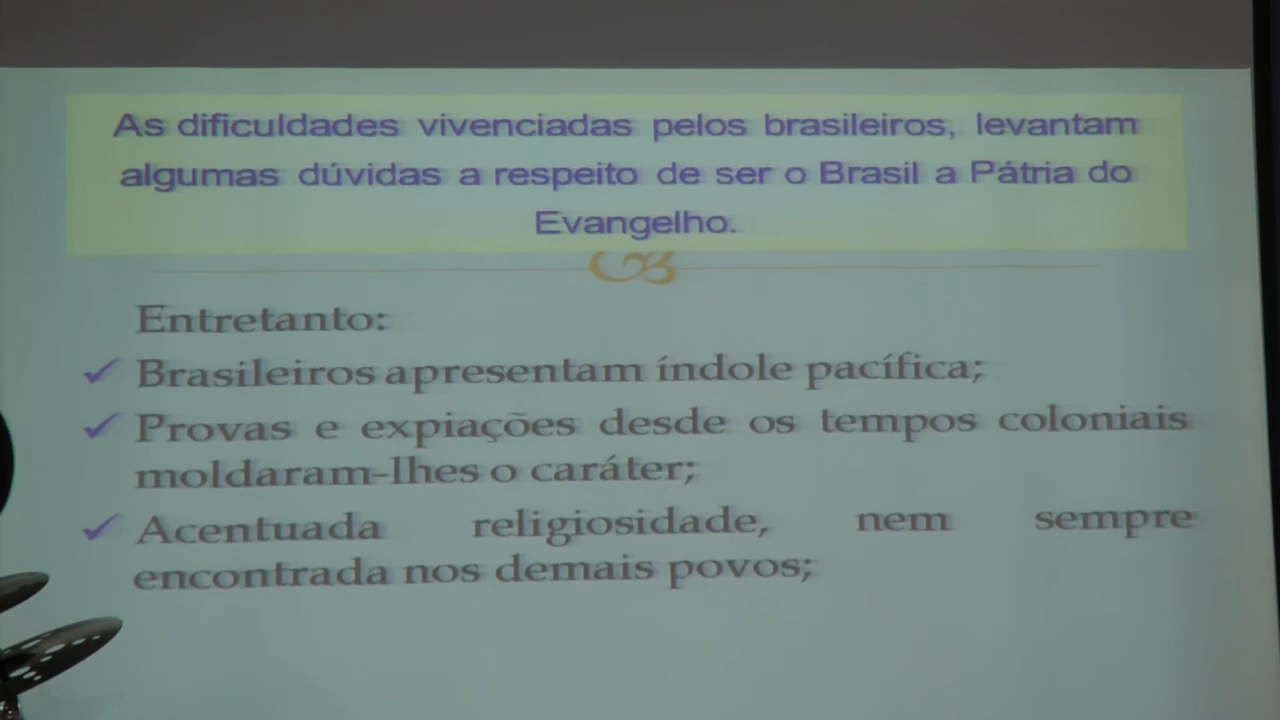 As dificuldades vivenciadas pelos brasileiros, levantam
algumas dúvidas a respeito de ser o Brasil a Pátria do
Evangelho.
Entretanto:
✓ Brasileiros apresentam índole pacífica;
✓ Provas e expiações desde os tempos coloniais
moldaram-lhes o caráter;
✓ Acentuada religiosidade, nem sempre
encontrada nos demais povos;